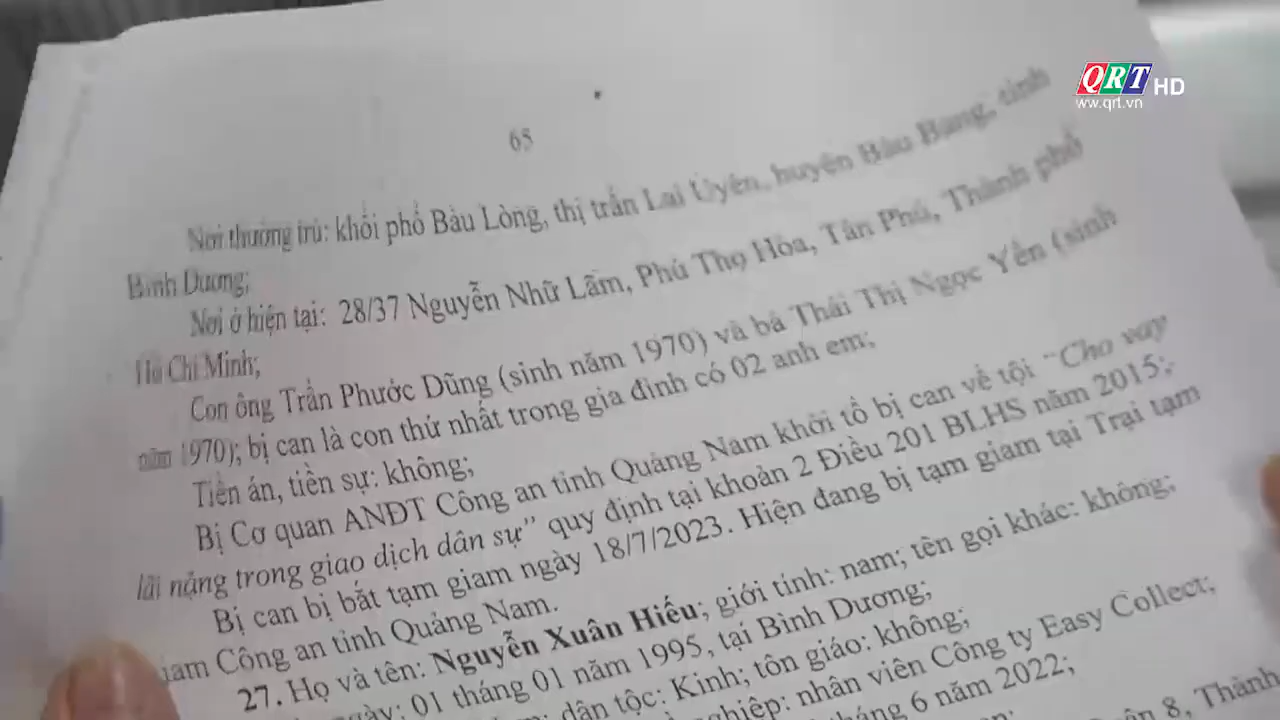 QRT HD
ww.qrt.vn
65
Nơi thường trú: khối phố Bàu Lòng, thị trấn Lai Uyên, huyện Bàu Bàng, tỉnh
Bình Dương;
Nơi ở hiện tại: 28/37 Nguyễn Nhữ Lãm, Phú Thọ Hòa, Tân Phú, Thành phố
Hồ Chí Minh;
Con ông Trần Phước Dũng (sinh năm 1970) và bà Thái Thị Ngọc Yến (sinh
năm 1970); bị can là con thứ nhất trong gia đình có 02 anh em;
Tiền án, tiền sự: không;
Bị Cơ quan ANĐT Công an tỉnh Quảng Nam khởi tố bị can về tội “Cho vay
lãi nặng trong giao dịch dân sự” quy định tại khoản 2 Điều 201 BLHS năm 2015;
Bị can bị bắt tạm giam ngày 18/7/2023. Hiện đang bị tạm giam tại Trại tạm
giam Công an tỉnh Quảng Nam.
27. Họ và tên: Nguyễn Xuân Hiếu; giới tính: nam; tên gọi khác: không;
ngày: 01 tháng 01 năm 1995, tại Bình Dương;
dân tộc: Kinh; tôn giáo: không;
nghiệp: nhân viên Công ty Easy Collect;
tháng 6 năm 2022;
Quận 8, Thành